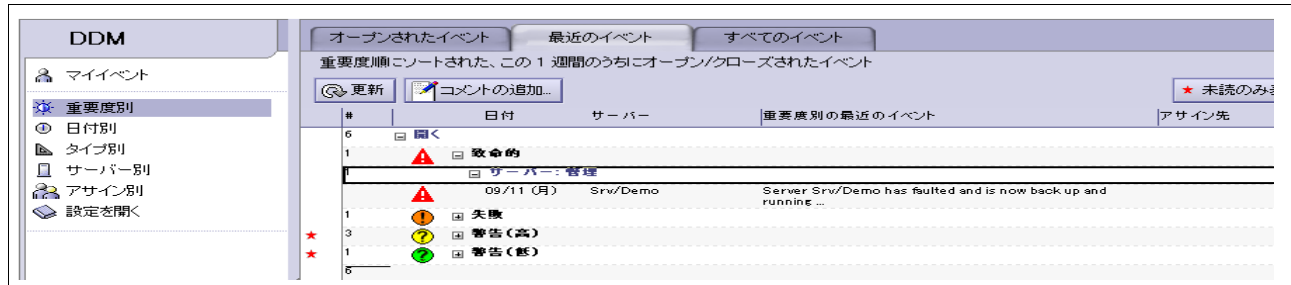 DDM
オープンされたイベント 最近のイベント すべてのイベント
重要度順にソートされた、この 1 週間のうちにオープン/クローズされたイベント
マイイベント
更新 コメントの追加... 未読のみ
重要度別
日付別
タイプ別
サーバー別
アサイン別
設定を開く
# 日付 サーバー 重要度別の最近のイベント アサイン先
6 開く
1 致命的
1 サーバー: 管理
09/11 (月) Srv/Demo Server Srv/Demo has faulted and is now back up and
running ...
1 失敗
3 警告(高)
1 警告(低)
6